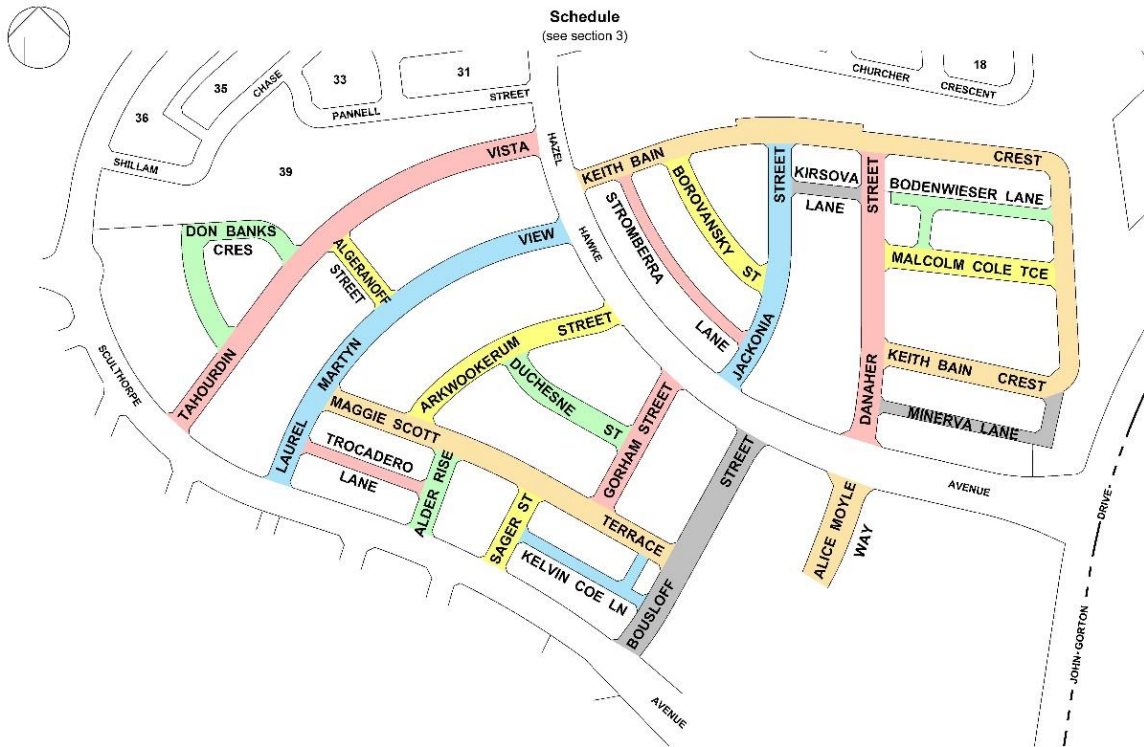 Schedule
(see section 3)
36
35
CHASE
33
31
PANNELL STREET
SHILLAM
39
CHURCHER CRESCENT
18
HAZEL HAWKE AVENUE
TAHOURDIN VISTA
DON BANKS
CRES
ALGERANOFF
STREET
LAUREL MARTYN VIEW
ARKWOOKERUM STREET
DUCHESNE ST
GORHAM STREET
MAGGIE SCOTT TERRACE
TROCADERO
LANE
ALDER RISE
SAGER ST
KELVIN COE LN
BOUSLOFF STREET
KEITH BAIN CREST
STROMBERRA LANE
BOROVANSKY ST
JACKONIA STREET
KIRSOVA
LANE
DANAHER STREET
BODENWIESER LANE
MALCOLM COLE TCE
KEITH BAIN CREST
MINERVA LANE
ALICE MOYLE
WAY
SCULTHORPE AVENUE
JOHN GORTON DRIVE